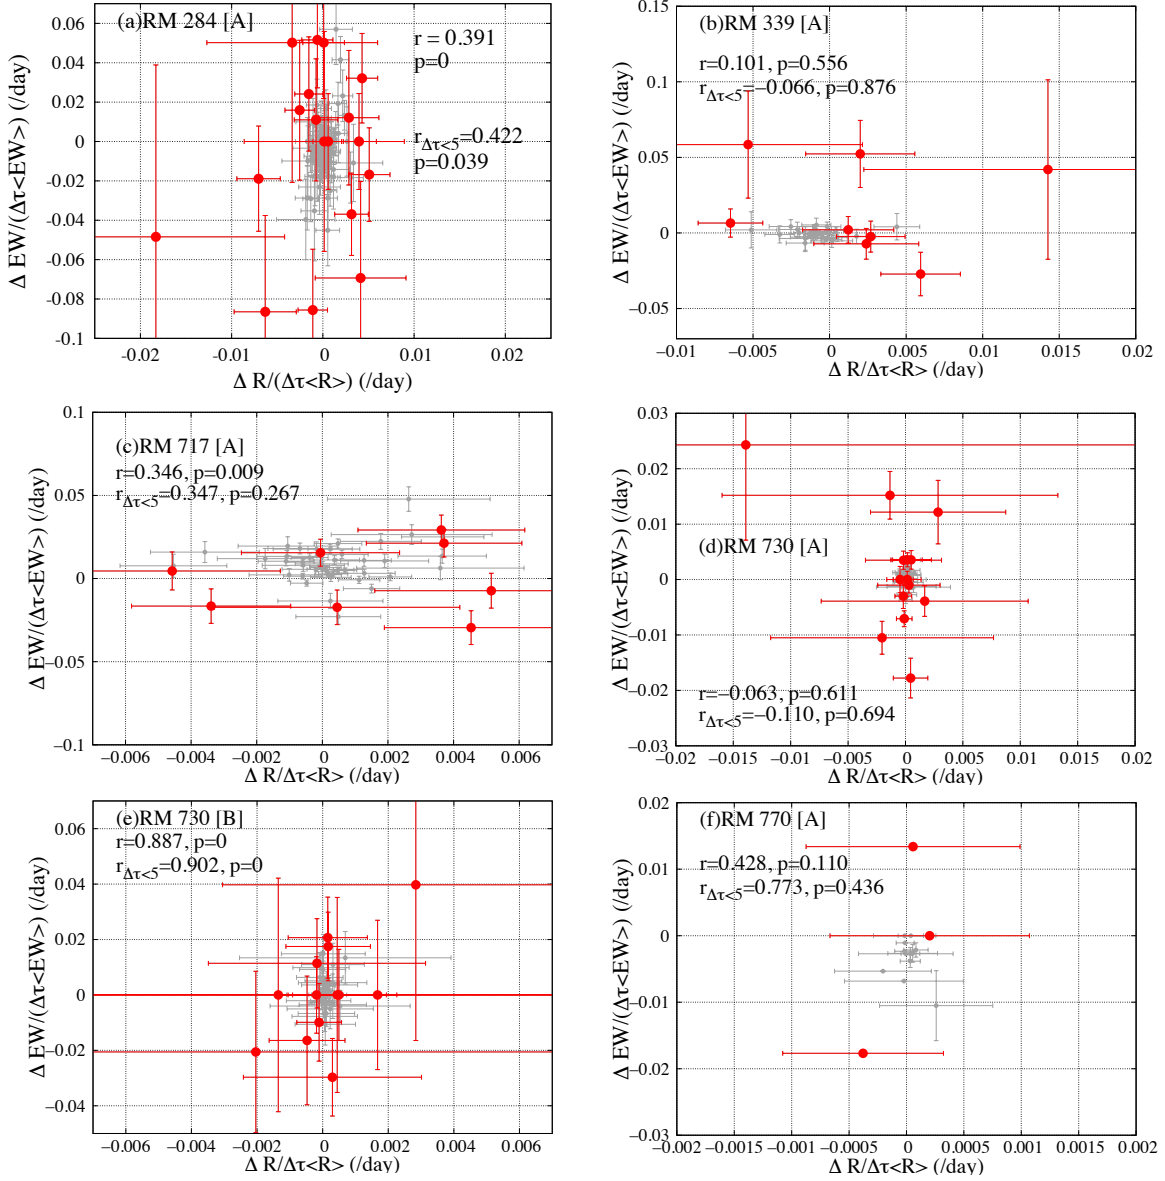 (a)RM 284 [A]
r = 0.391
p=0
r_{Δτ<5}=0.422
p=0.039
Δ EW/(Δτ<EW>) (/day)
0.06
0.04
0.02
0
-0.02
-0.04
-0.06
-0.08
-0.1
-0.02
-0.01
0
0.01
0.02
Δ R/(Δτ<R>) (/day)
(b)RM 339 [A]
r=0.101, p=0.556
r_{Δτ<5}=−0.066, p=0.876
Δ EW/(Δτ<EW>) (/day)
0.15
0.1
0.05
0
−0.05
−0.01
−0.005
0
0.005
0.01
0.015
0.02
Δ R/Δτ<R> (/day)
(c)RM 717 [A]
r=0.346, p=0.009
r_{Δτ<5}=0.347, p=0.267
Δ EW/(Δτ<EW>) (/day)
0.1
0.05
0
−0.05
−0.1
−0.006
−0.004
−0.002
0
0.002
0.004
0.006
Δ R/Δτ<R> (/day)
(d)RM 730 [A]
r=−0.063, p=0.611
r_{Δτ<5}=−0.110, p=0.694
Δ EW/(Δτ<EW>) (/day)
0.03
0.02
0.01
0
−0.01
−0.02
−0.03
−0.02
−0.015
−0.01
−0.005
0
0.005
0.01
0.015
0.02
Δ R/Δτ<R> (/day)
(e)RM 730 [B]
r=0.887, p=0
r_{Δτ<5}=0.902, p=0
Δ EW/(Δτ<EW>) (/day)
0.06
0.04
0.02
0
−0.02
−0.04
−0.006
−0.004
−0.002
0
0.002
0.004
0.006
Δ R/Δτ<R> (/day)
(f)RM 770 [A]
r=0.428, p=0.110
r_{Δτ<5}=0.773, p=0.436
Δ EW/(Δτ<EW>) (/day)
0.02
0.01
0
−0.01
−0.02
−0.03
−0.002
−0.0015
−0.001
−0.0005
0
0.0005
0.001
0.0015
0.002
Δ R/Δτ<R> (/day)